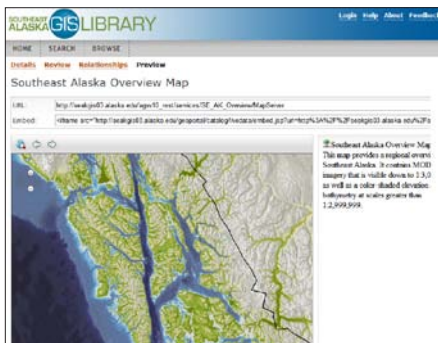 SOUTHEAST
ALASKA GIS LIBRARY
Login Help About Feedback
HOME SEARCH BROWSE
Details Review Relationships Preview
Southeast Alaska Overview Map
URL:
Embed:
Southeast Alaska Overview Map
This map provides a regional overvi
Southeast Alaska. It contains MOD
imagery that is visible down to 1:3,0
as well as a color shaded elevation
bathymetry at scales greater than
1:2,999,999.